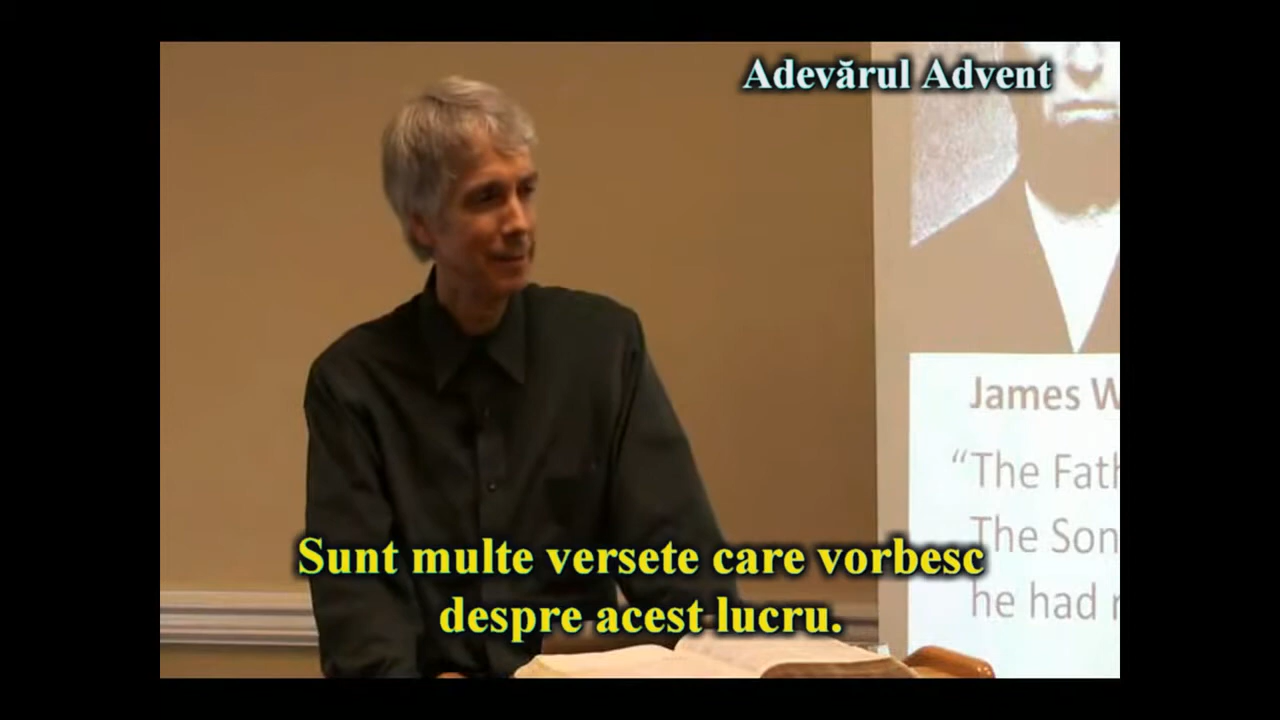 Adevărul Advent
James W
“The Fath
The Son
he had r
Sunt multe versete care vorbesc
despre acest lucru.